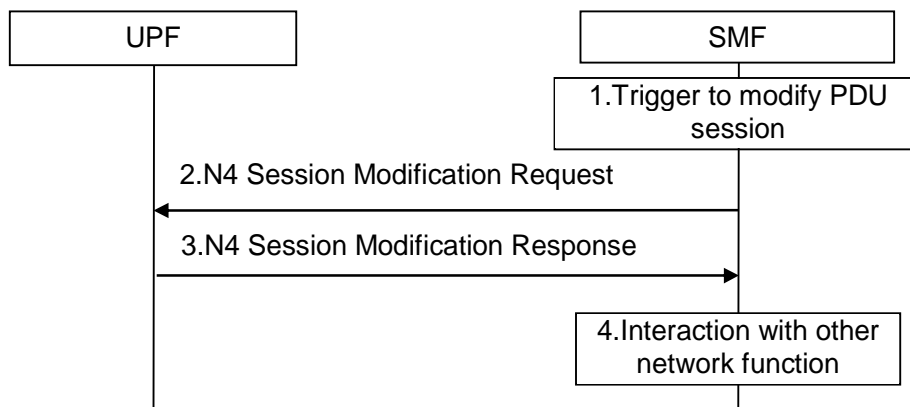 UPF
SMF
1.Trigger to modify PDU
session
2.N4 Session Modification Request
3.N4 Session Modification Response
4.Interaction with other
network function